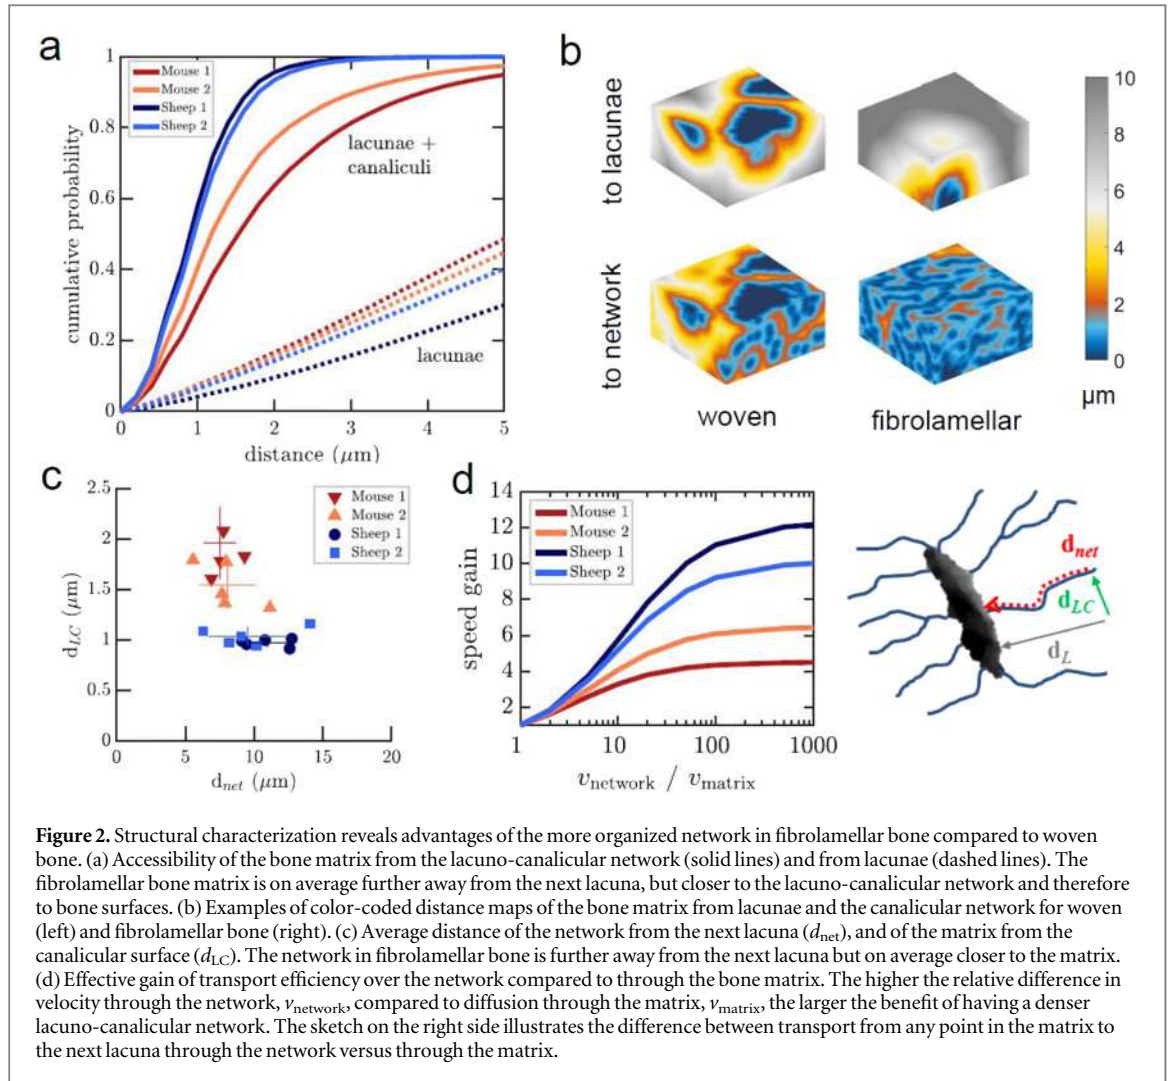 a
1
0.8
0.6
0.4
0.2
0
cumulative probability
Mouse 1
Mouse 2
Sheep 1
Sheep 2
lacunae +
canaliculi
lacunae
0 1 2 3 4 5
distance (μm)
b
to lacunae
to network
woven
fibrolamellar
10
8
6
4
2
0
μm
c
2.5
2
1.5
1
0.5
0
d_LC (μm)
Mouse 1
Mouse 2
Sheep 1
Sheep 2
0 5 10 15 20
d_net (μm)
d
14
12
10
8
6
4
2
speed gain
Mouse 1
Mouse 2
Sheep 1
Sheep 2
1 10 100 1000
v_network / v_matrix
d_net
d_LC
d_L
Figure 2. Structural characterization reveals advantages of the more organized network in fibrolamellar bone compared to woven
bone. (a) Accessibility of the bone matrix from the lacuno-canalicular network (solid lines) and from lacunae (dashed lines). The
fibrolamellar bone matrix is on average further away from the next lacuna, but closer to the lacuno-canalicular network and therefore
to bone surfaces. (b) Examples of color-coded distance maps of the bone matrix from lacunae and the canalicular network for woven
(left) and fibrolamellar bone (right). (c) Average distance of the network from the next lacuna (d_net), and of the matrix from the
canalicular surface (d_LC). The network in fibrolamellar bone is further away from the next lacuna but on average closer to the matrix.
(d) Effective gain of transport efficiency over the network compared to through the bone matrix. The higher the relative difference in
velocity through the network, v_network, compared to diffusion through the matrix, v_matrix, the larger the benefit of having a denser
lacuno-canalicular network. The sketch on the right side illustrates the difference between transport from any point in the matrix to
the next lacuna through the network versus through the matrix.